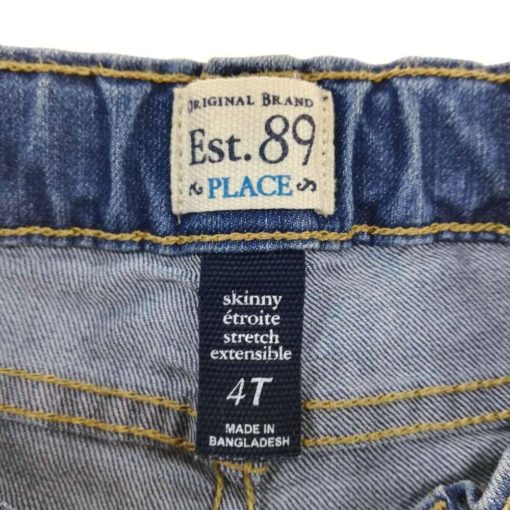 ORIGINAL BRAND
Est. 89
PLACE
skinny
étroite
stretch
extensible
4T
MADE IN
BANGLADESH